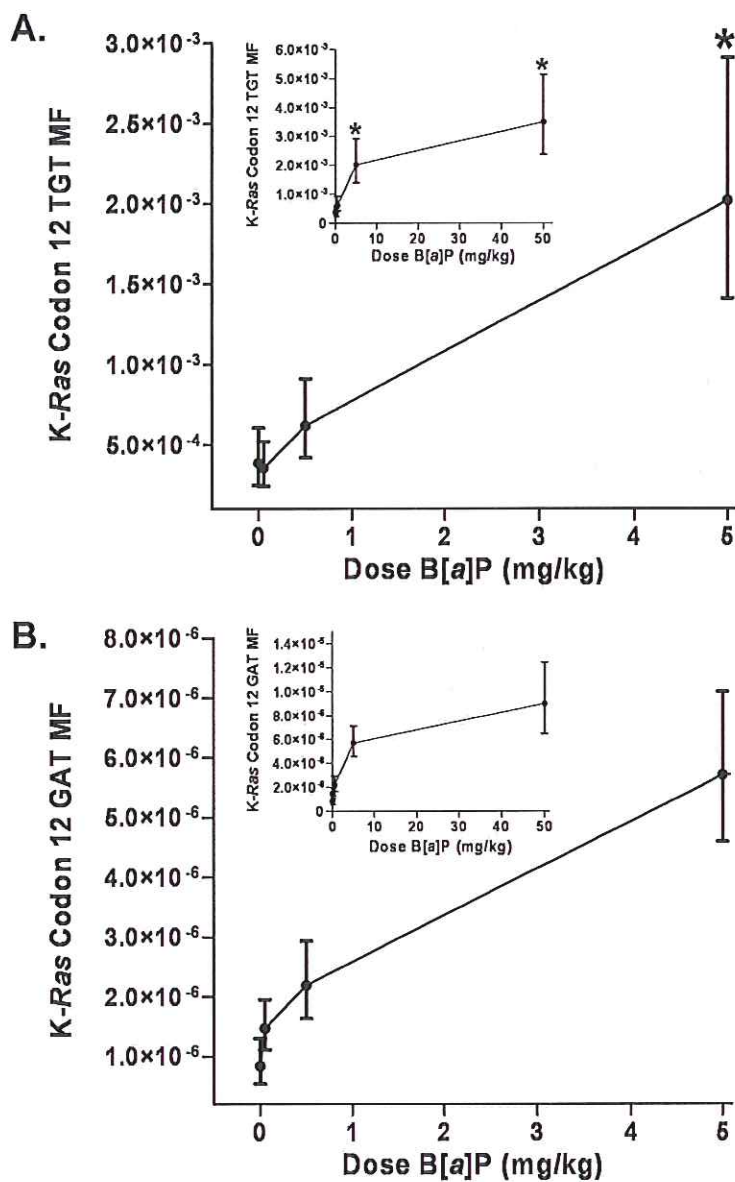 A.
K-Ras Codon 12 TGT MF
3.0×10⁻³
2.5×10⁻³
2.0×10⁻³
1.5×10⁻³
1.0×10⁻³
5.0×10⁻⁴
0 1 2 3 4 5
Dose B[a]P (mg/kg)
*
K-Ras Codon 12 TGT MF
6.0×10⁻³
5.0×10⁻³
4.0×10⁻³
3.0×10⁻³
2.0×10⁻³
1.0×10⁻³
0
0 10 20 30 40 50
Dose B[a]P (mg/kg)
* *
B.
K-Ras Codon 12 GAT MF
8.0×10⁻⁶
7.0×10⁻⁶
6.0×10⁻⁶
5.0×10⁻⁶
4.0×10⁻⁶
3.0×10⁻⁶
2.0×10⁻⁶
1.0×10⁻⁶
0 1 2 3 4 5
Dose B[a]P (mg/kg)
K-Ras Codon 12 GAT MF
1.4×10⁻⁵
1.2×10⁻⁵
1.0×10⁻⁵
8.0×10⁻⁶
6.0×10⁻⁶
4.0×10⁻⁶
2.0×10⁻⁶
0
0 10 20 30 40 50
Dose B[a]P (mg/kg)